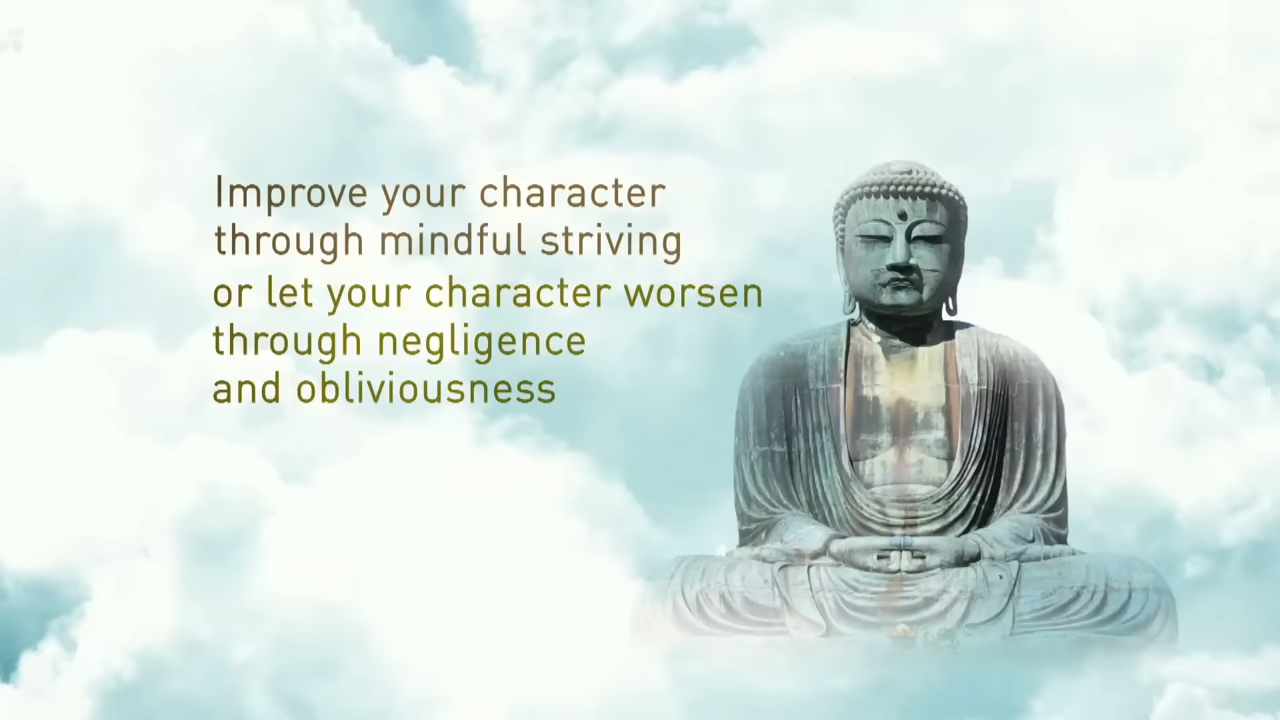 Improve your character
through mindful striving
or let your character worsen
through negligence
and obliviousness